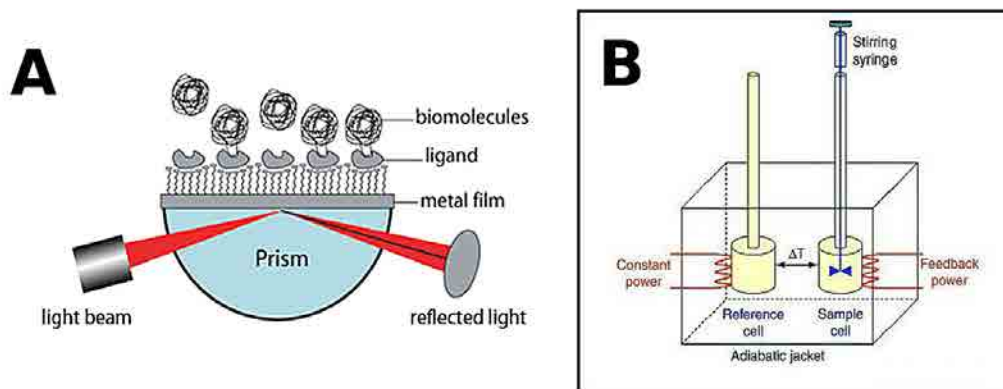 A
biomolecules
ligand
metal film
Prism
light beam
reflected light
B
Stirring
syringe
ΔT
Constant
power
Feedback
power
Reference
cell
Sample
cell
Adiabatic jacket